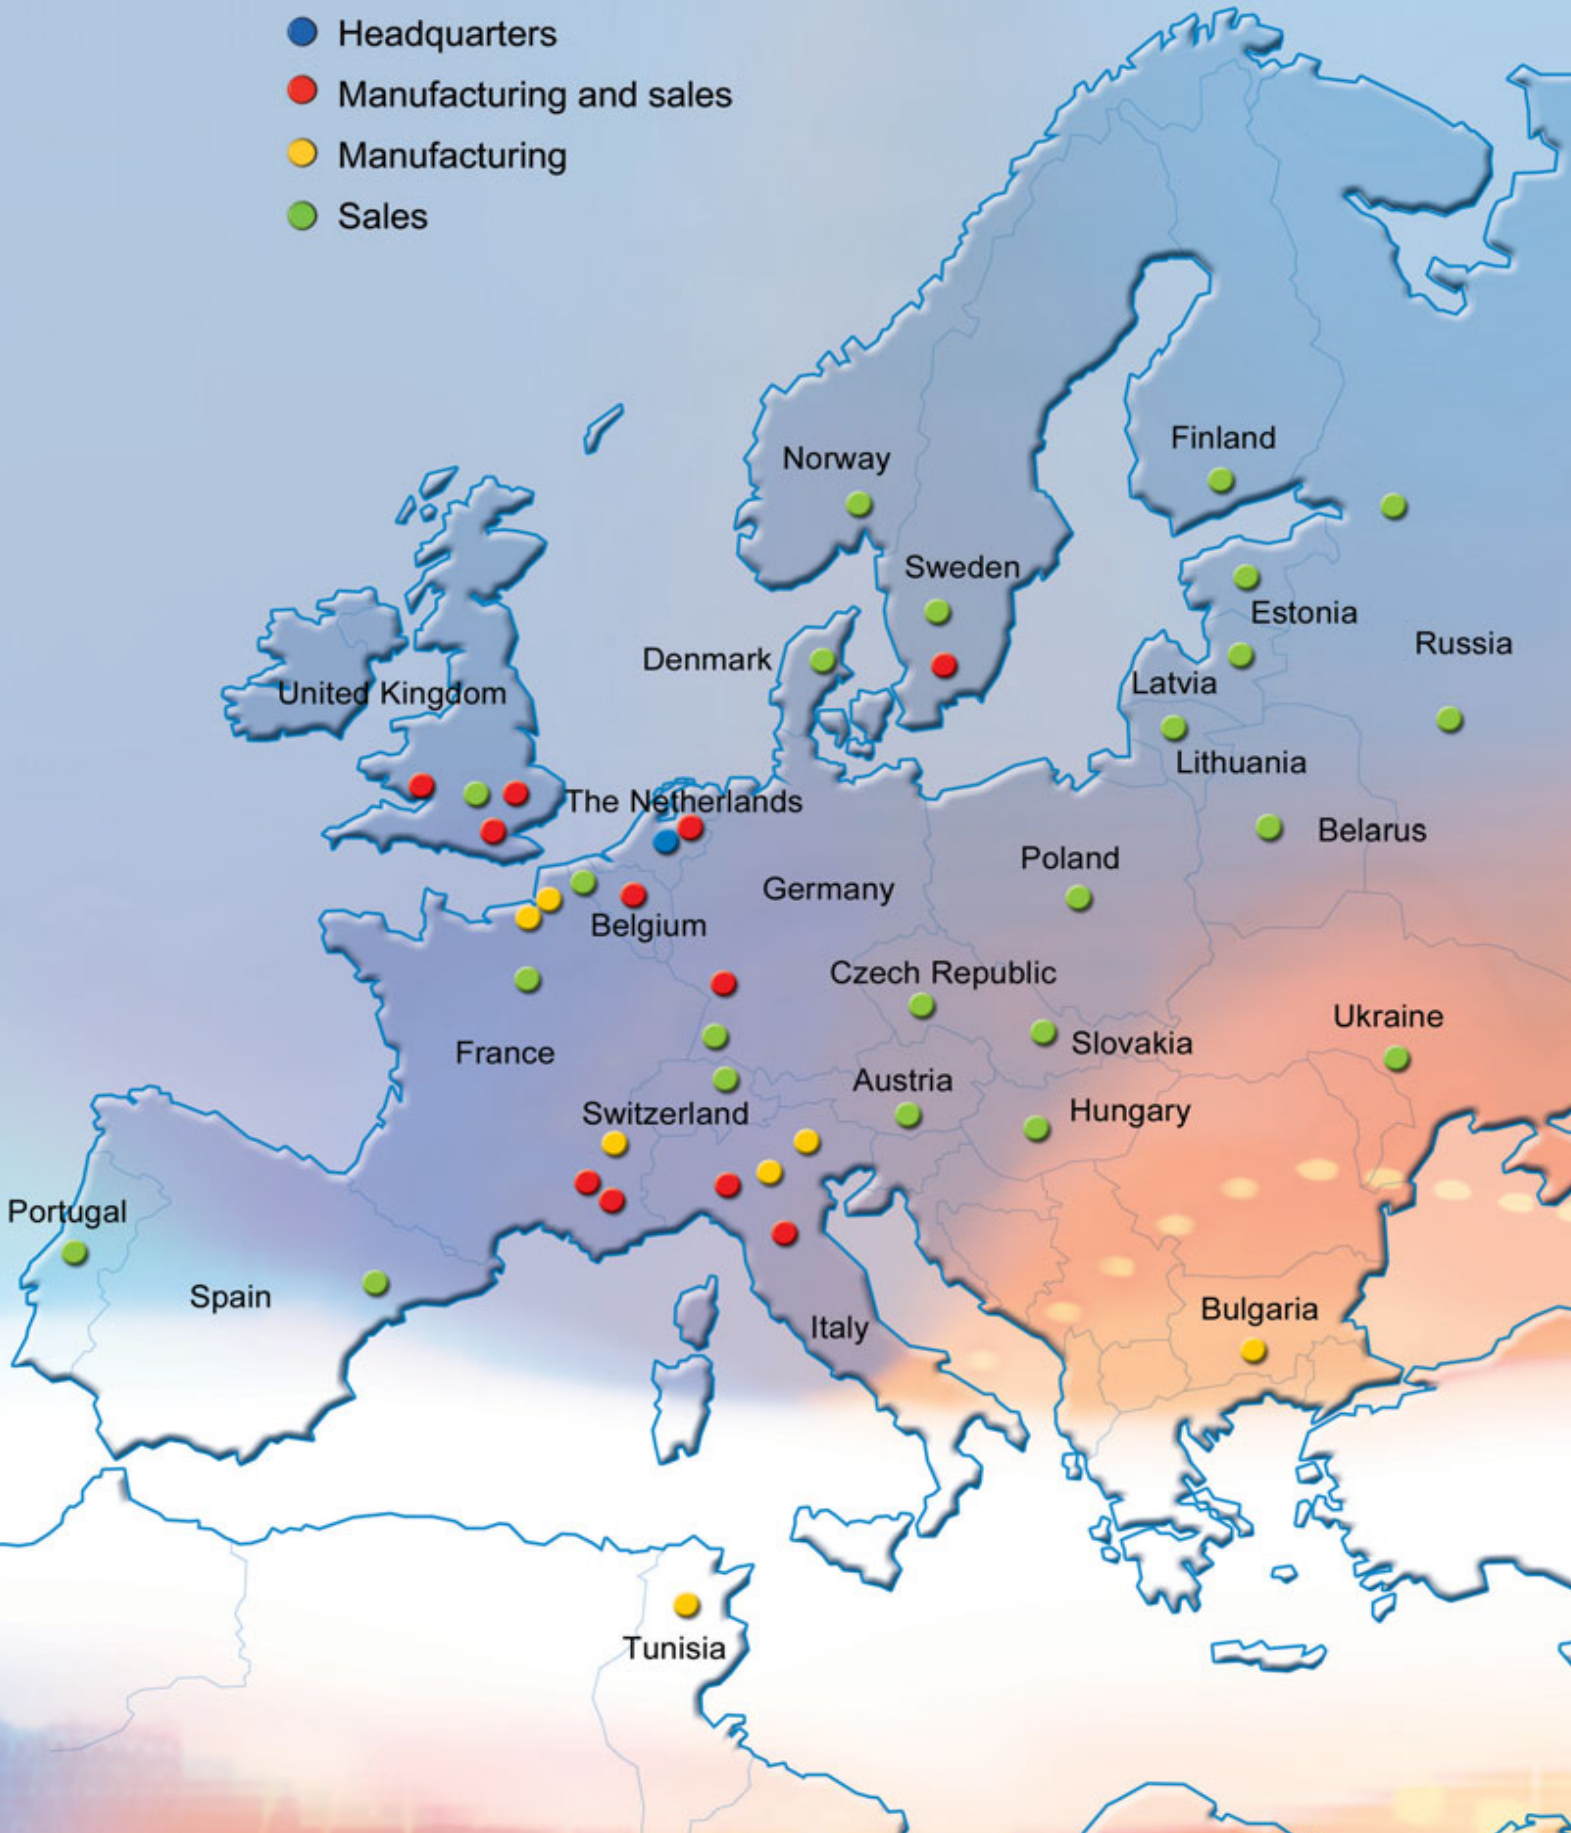 Headquarters
Manufacturing and sales
Manufacturing
Sales
Finland
Norway
Sweden
Estonia
Russia
Denmark
Latvia
United Kingdom
Lithuania
The Netherlands
Belarus
Poland
Germany
Belgium
Czech Republic
Ukraine
Slovakia
France
Austria
Hungary
Switzerland
Portugal
Spain
Bulgaria
Italy
Tunisia